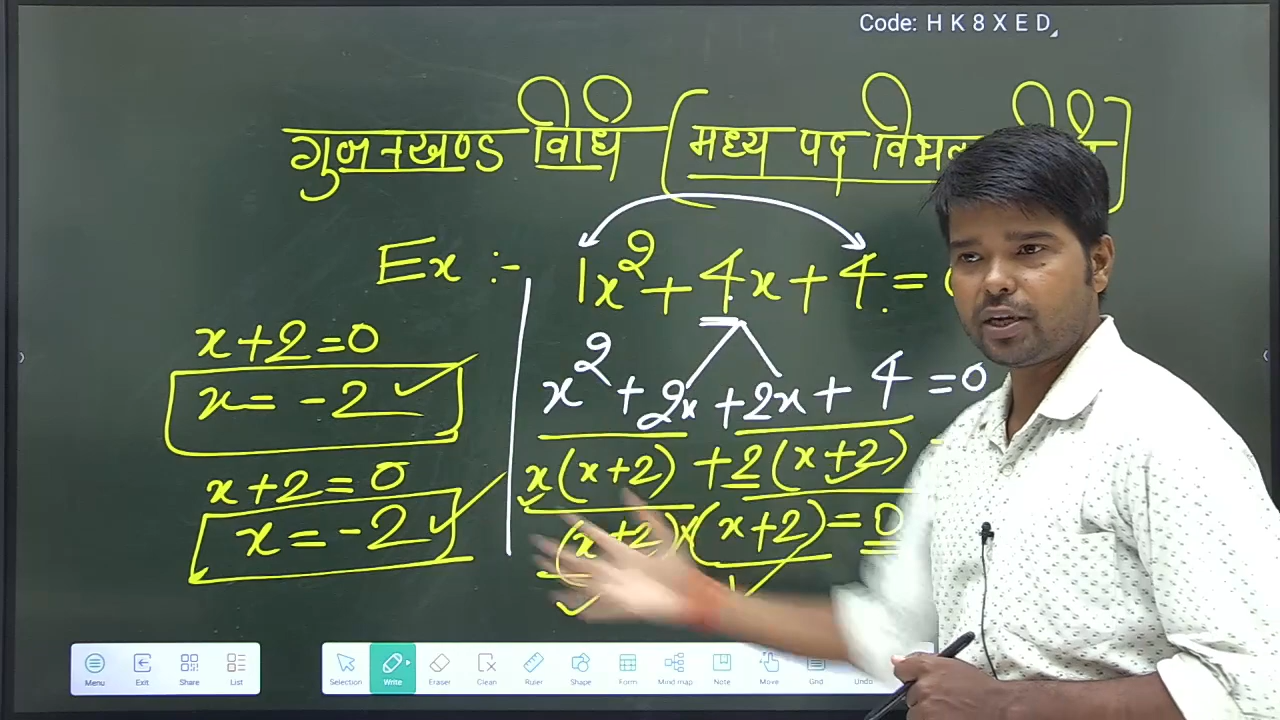 Code: H K 8 X E D
गुणनखण्ड विधि [मध्य पद
Ex :- 1x² + 4x + 4 =
x² + 2x + 2x + 4 = 0
x(x+2) + 2(x+2)
(x+2)×(x+2) = 0
x+2=0
x = -2 ✓
x+2=0
x = -2 ✓
Menu Exit Share List Selection Write Eraser Clean Ruler Shape Form Mind map Note Move Grid Undo